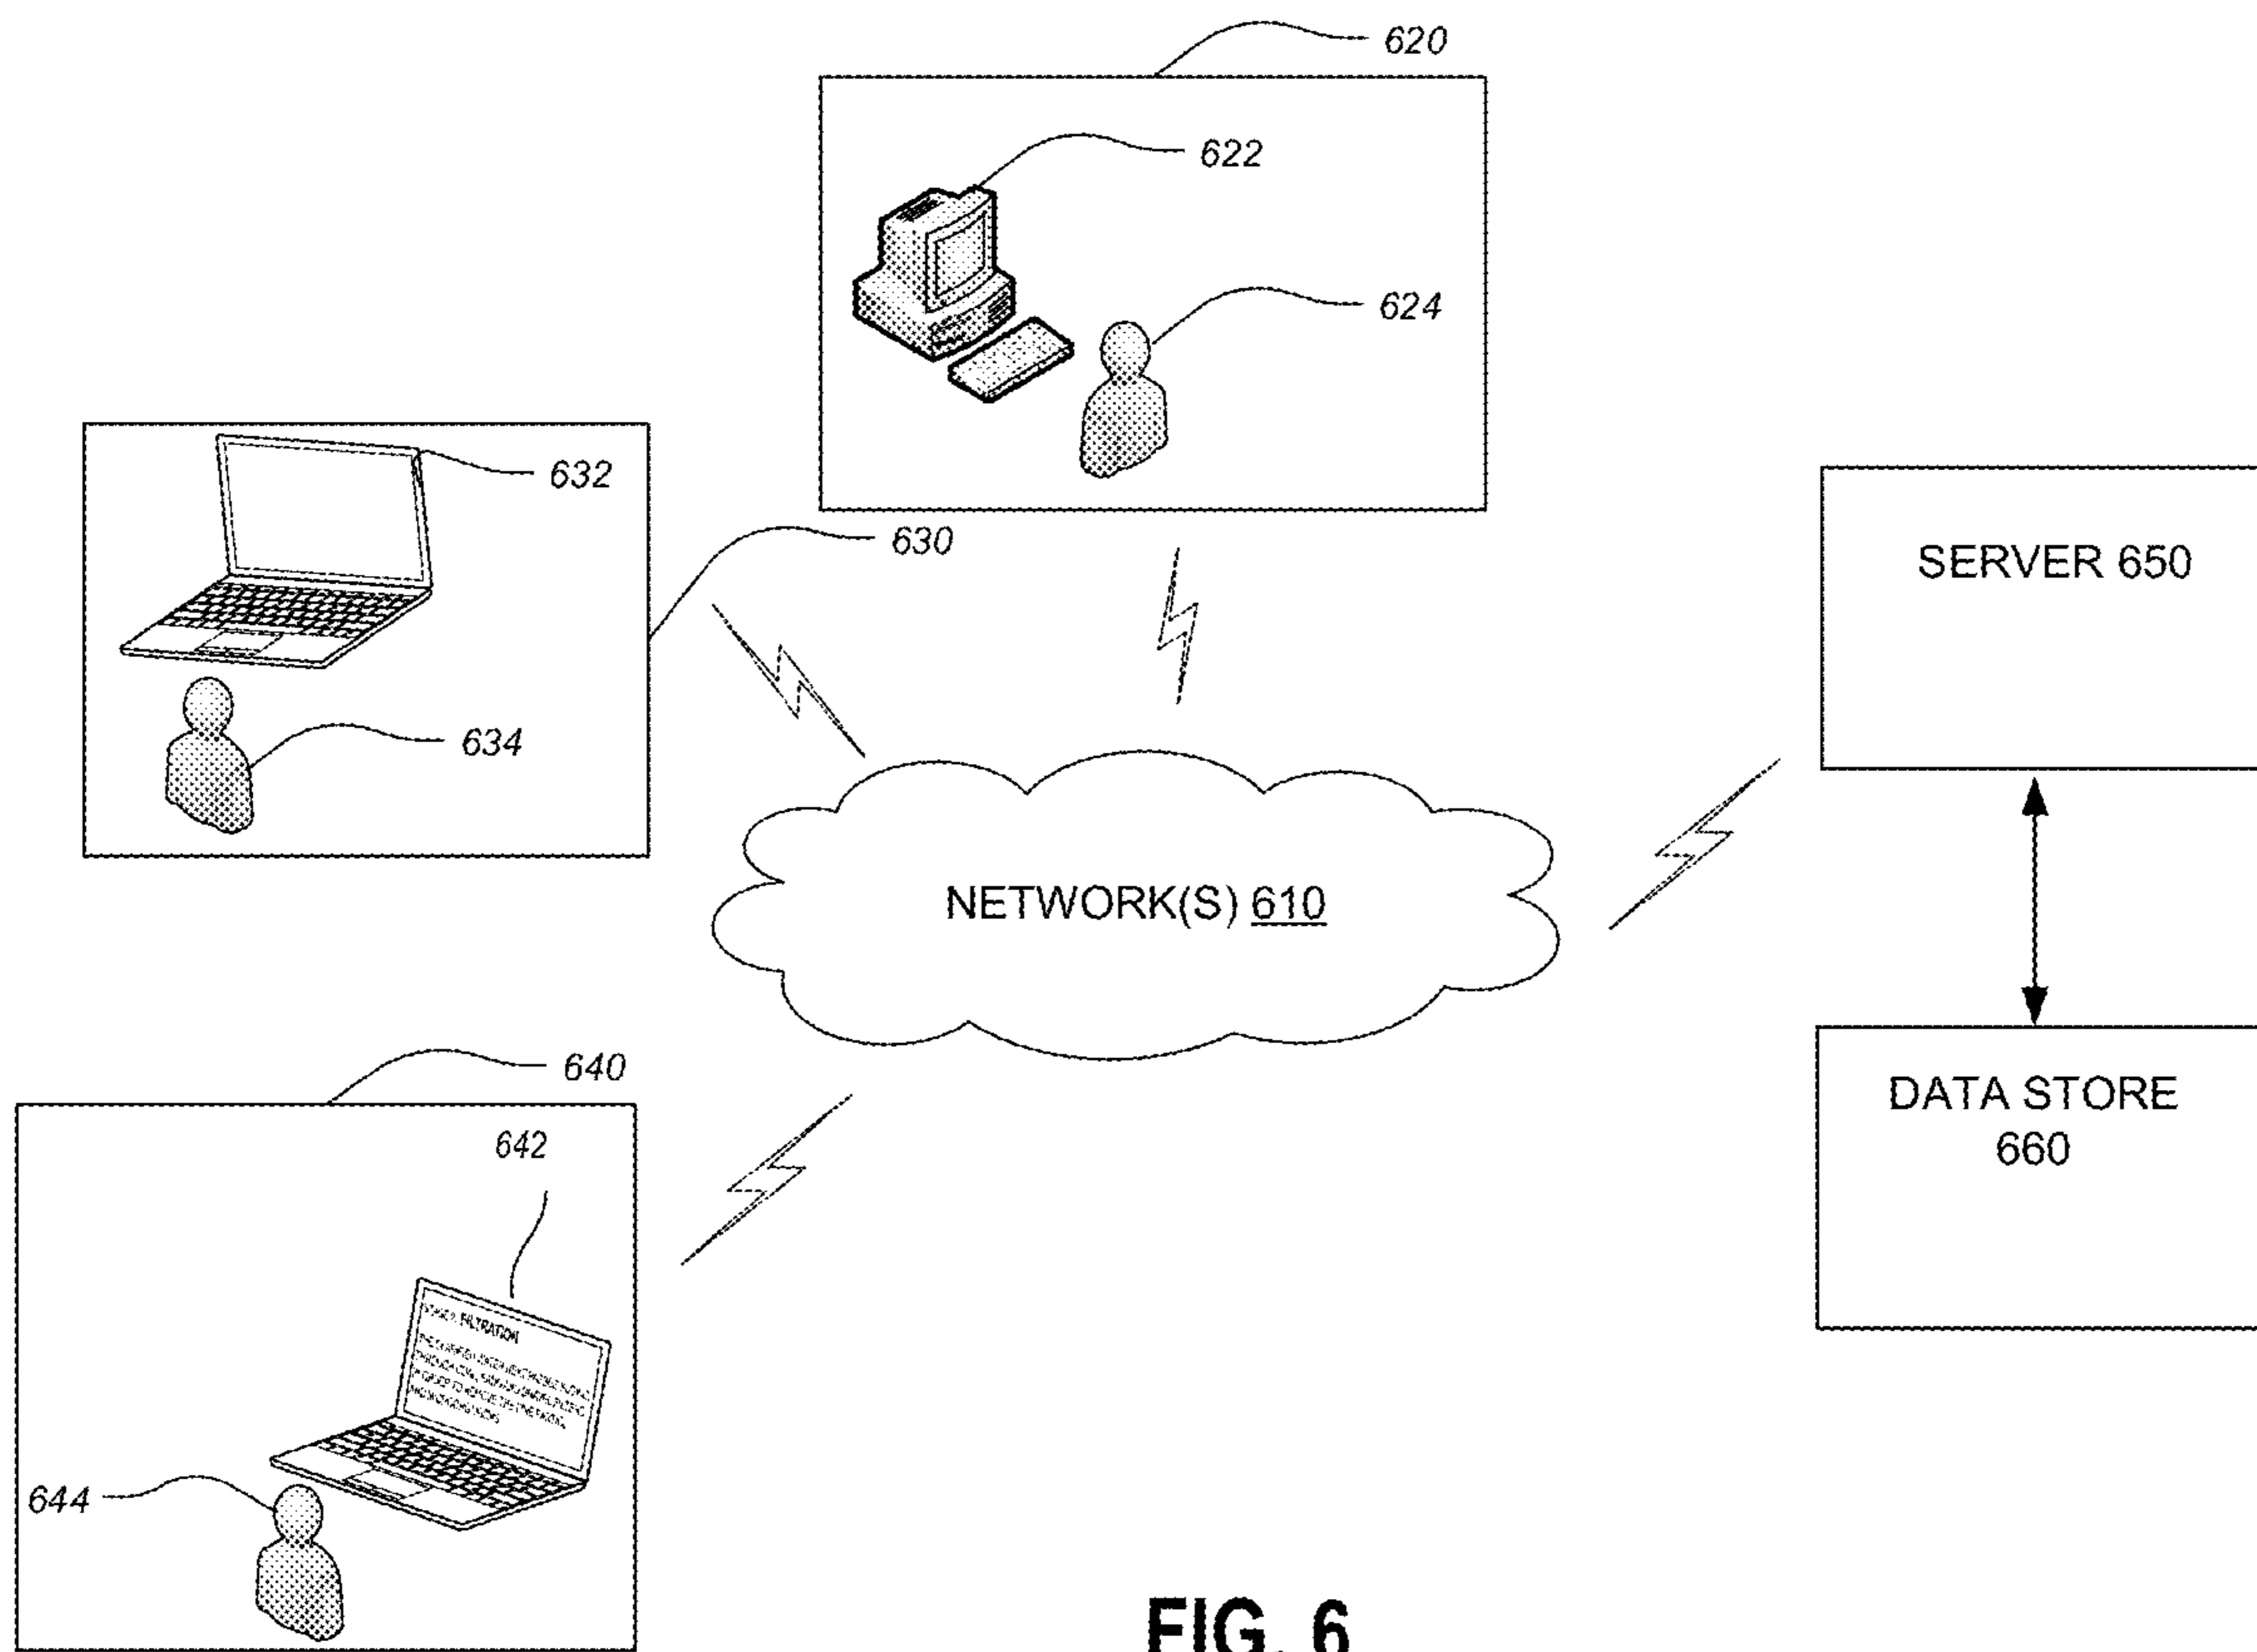 620
622
624
632
630
634
SERVER 650
NETWORK(S) 610
DATA STORE
660
640
642
FILTRATION
644
FIG. 6